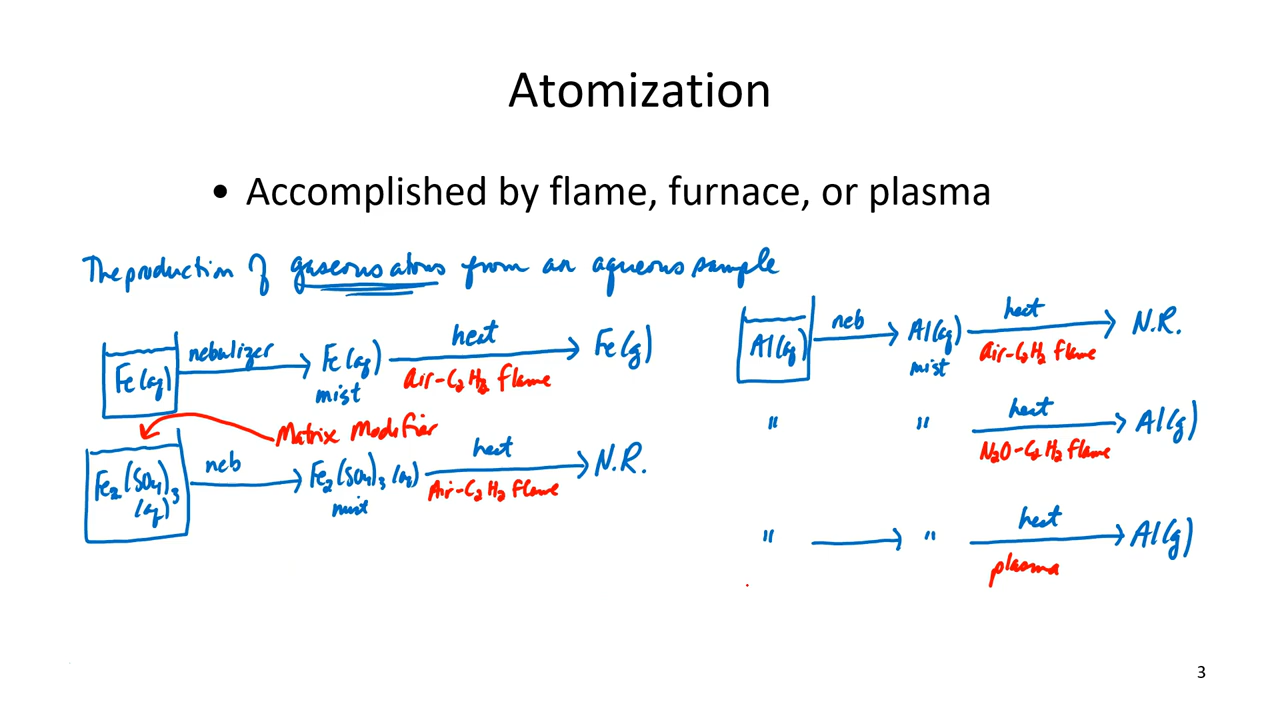 Atomization
• Accomplished by flame, furnace, or plasma
The production of gaseous atoms from an aqueous sample
Fe(aq) nebulizer Fe(aq) mist heat Air-C2H2 flame Fe(g)
Matrix Modifier
Fe2(SO4)3 (aq) neb Fe2(SO4)3 (aq) mist heat Air-C2H2 flame N.R.
Al(aq) neb Al(aq) mist heat air-C2H2 flame N.R.
" " heat N2O-C2H2 flame Al(g)
" " heat plasma Al(g)
3